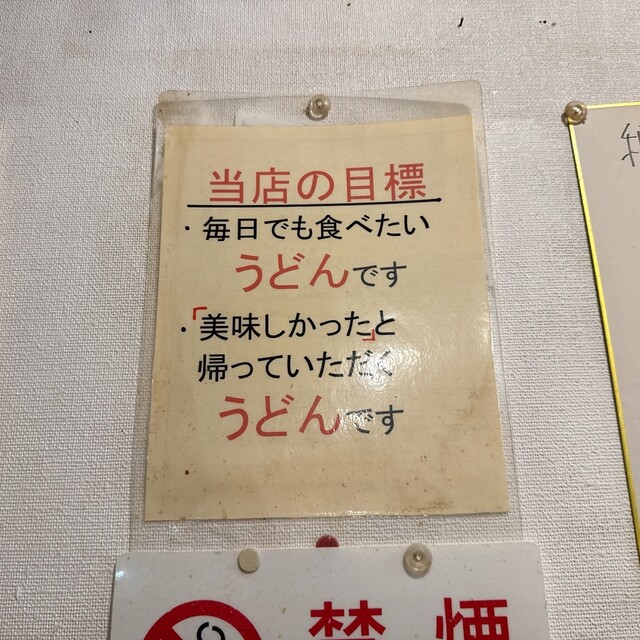 当店の目標
・毎日でも食べたい
うどんです
・「美味しかった」と
帰っていただく
うどんです
禁煙